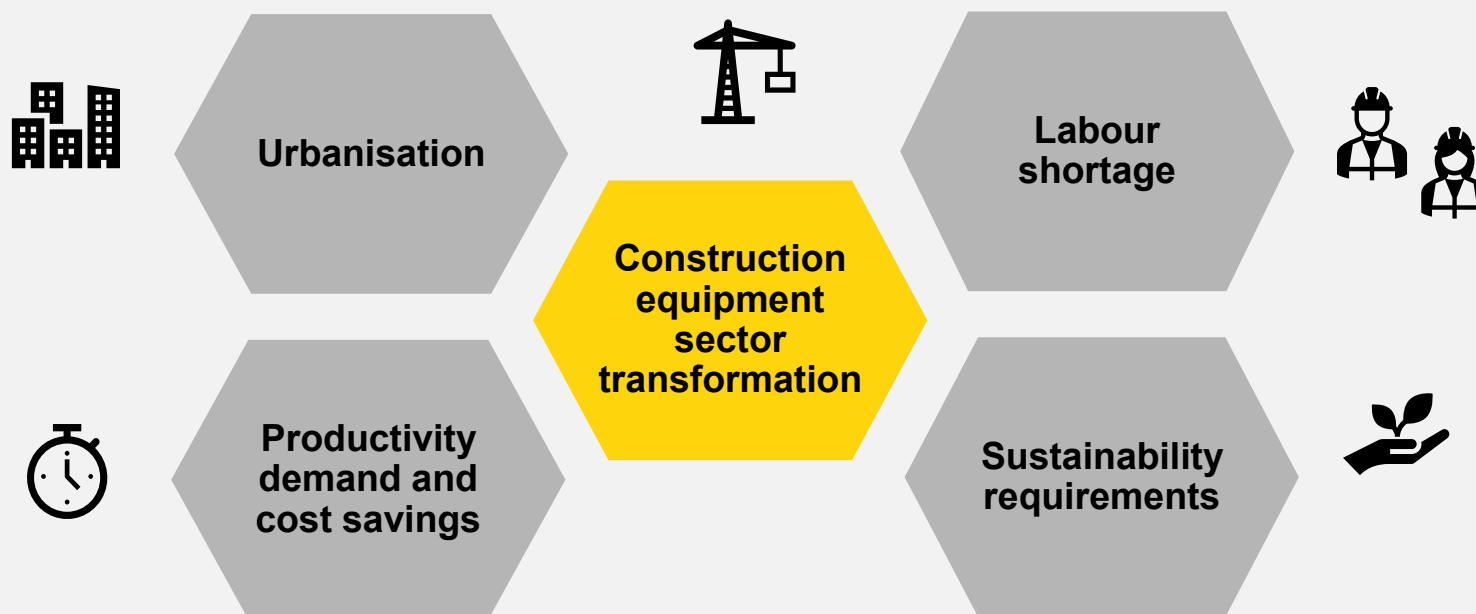 Urbanisation
Labour
shortage
Construction
equipment
sector
transformation
Productivity
demand and
cost savings
Sustainability
requirements